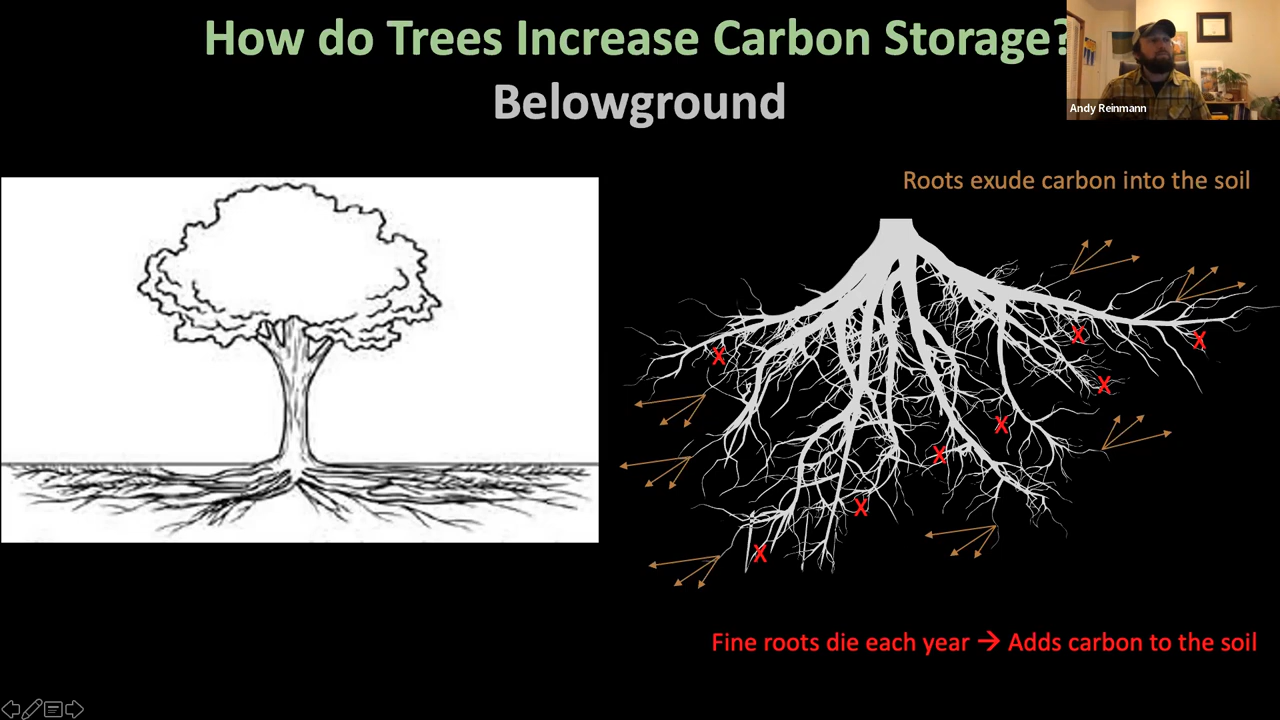 How do Trees Increase Carbon Storage?
Belowground
Andy Reinmann
Roots exude carbon into the soil
X
X
X
X
X
X
X
X
Fine roots die each year → Adds carbon to the soil